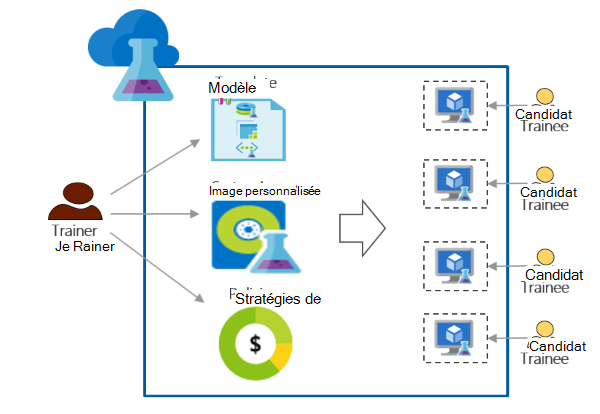 Modèle
Image personnalisée
Trainer
Je Rainer
Stratégies de
$
Candidat
Trainee
Candidat
Trainee
Candidat
Trainee
Candidat
Trainee